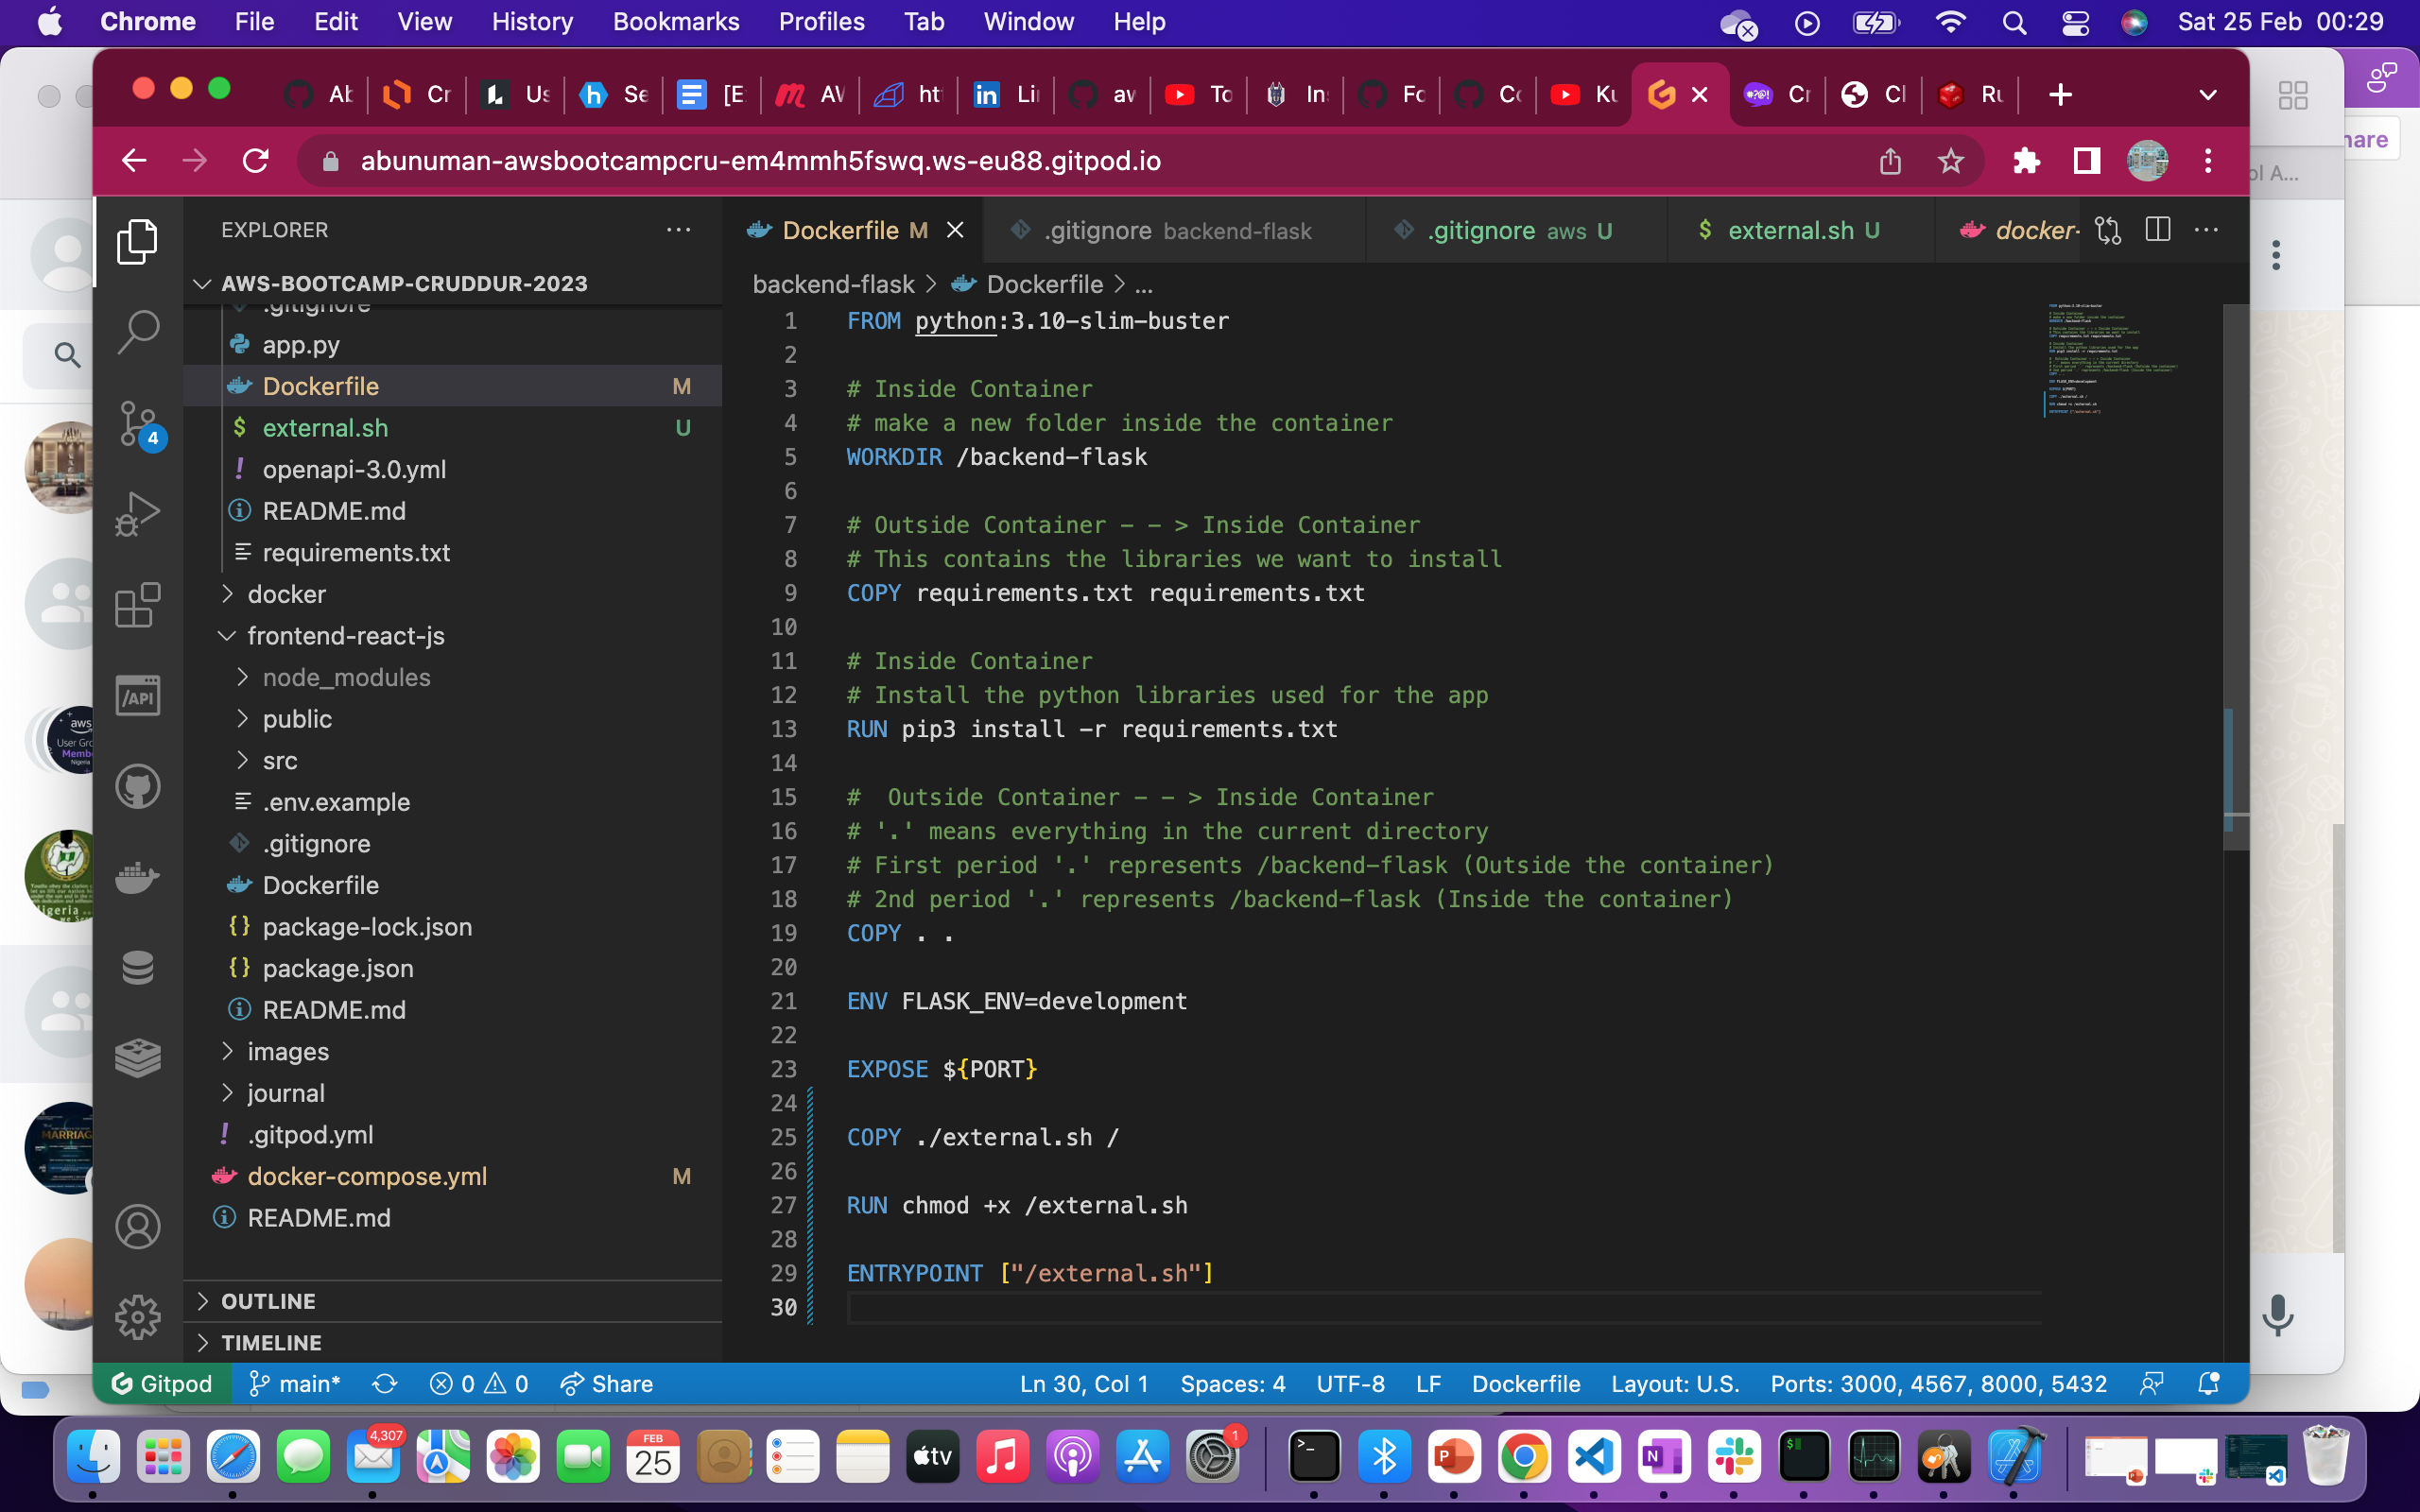 Chrome File Edit View History Bookmarks Profiles Tab Window Help Sat 25 Feb 00:29
Ab Cr Us Se [E AV ht Li aw To In Fo Co Ku Cr Cl Ru
abunuman-awsbootcampcru-em4mmh5fswq.ws-eu88.gitpod.io
hare
ol A...
EXPLORER
Dockerfile M .gitignore backend-flask .gitignore aws U $ external.sh U docker-
AWS-BOOTCAMP-CRUDDUR-2023
backend-flask > Dockerfile > ...
.gitignore
app.py
Dockerfile M
$ external.sh U
! openapi-3.0.yml
README.md
requirements.txt
docker
frontend-react-js
node_modules
public
src
.env.example
.gitignore
Dockerfile
{} package-lock.json
{} package.json
README.md
images
journal
! .gitpod.yml
docker-compose.yml M
README.md
OUTLINE
TIMELINE
4
/API
1 FROM python:3.10-slim-buster
2
3 # Inside Container
4 # make a new folder inside the container
5 WORKDIR /backend-flask
6
7 # Outside Container - - > Inside Container
8 # This contains the libraries we want to install
9 COPY requirements.txt requirements.txt
10
11 # Inside Container
12 # Install the python libraries used for the app
13 RUN pip3 install -r requirements.txt
14
15 #  Outside Container - - > Inside Container
16 # '.' means everything in the current directory
17 # First period '.' represents /backend-flask (Outside the container)
18 # 2nd period '.' represents /backend-flask (Inside the container)
19 COPY . .
20
21 ENV FLASK_ENV=development
22
23 EXPOSE ${PORT}
24
25 COPY ./external.sh /
26
27 RUN chmod +x /external.sh
28
29 ENTRYPOINT ["/external.sh"]
30
Gitpod main* 0 0 Share Ln 30, Col 1 Spaces: 4 UTF-8 LF Dockerfile Layout: U.S. Ports: 3000, 4567, 8000, 5432
aws
User Gro
Membe
Nigeria
MARRIAG
4,307
FEB
25
tv
1